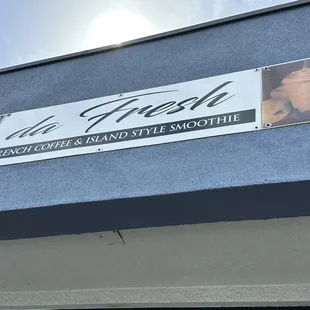 da Fresh
RENCH COFFEE & ISLAND STYLE SMOOTHIE